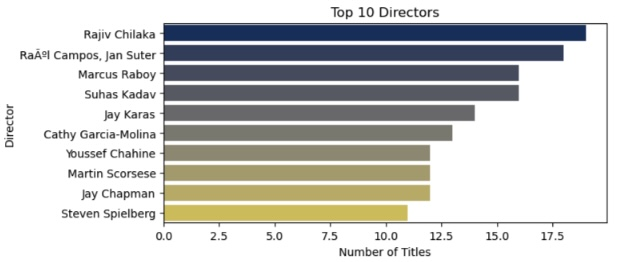 Top 10 Directors
Director
Rajiv Chilaka
RaÃºl Campos, Jan Suter
Marcus Raboy
Suhas Kadav
Jay Karas
Cathy Garcia-Molina
Youssef Chahine
Martin Scorsese
Jay Chapman
Steven Spielberg
0.0 2.5 5.0 7.5 10.0 12.5 15.0 17.5
Number of Titles